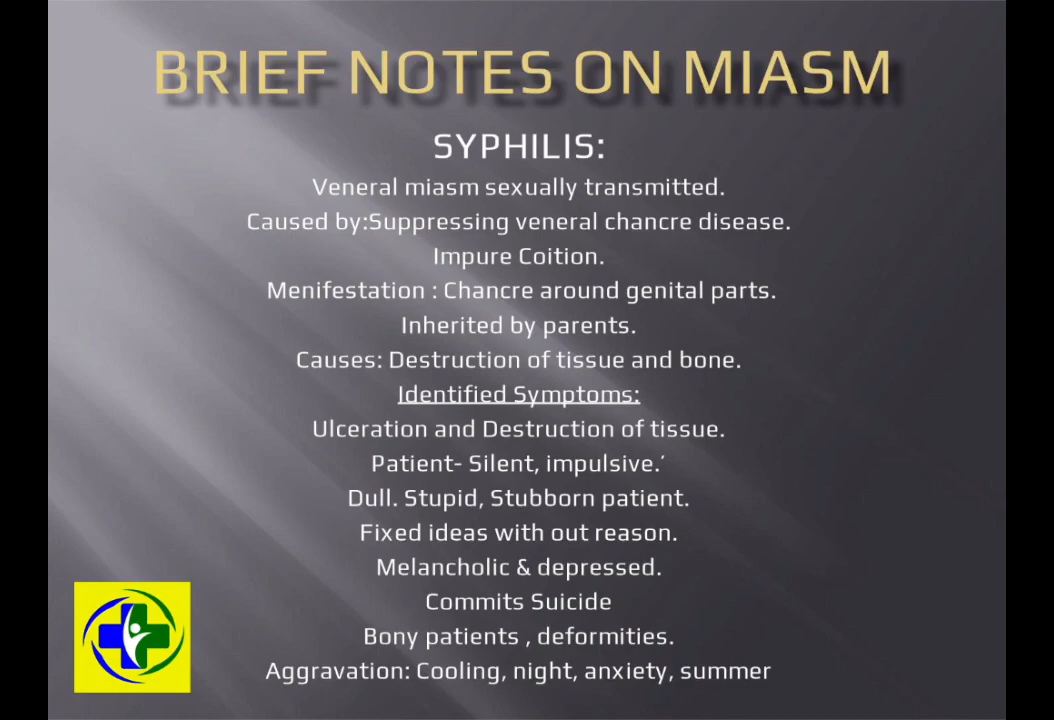 BRIEF NOTES ON MIASM
SYPHILIS:
Veneral miasm sexually transmitted.
Caused by:Suppressing veneral chancre disease.
Impure Coition.
Menifestation : Chancre around genital parts.
Inherited by parents.
Causes: Destruction of tissue and bone.
Identified Symptoms:
Ulceration and Destruction of tissue.
Patient- Silent, impulsive.’
Dull. Stupid, Stubborn patient.
Fixed ideas with out reason.
Melancholic & depressed.
Commits Suicide
Bony patients , deformities.
Aggravation: Cooling, night, anxiety, summer